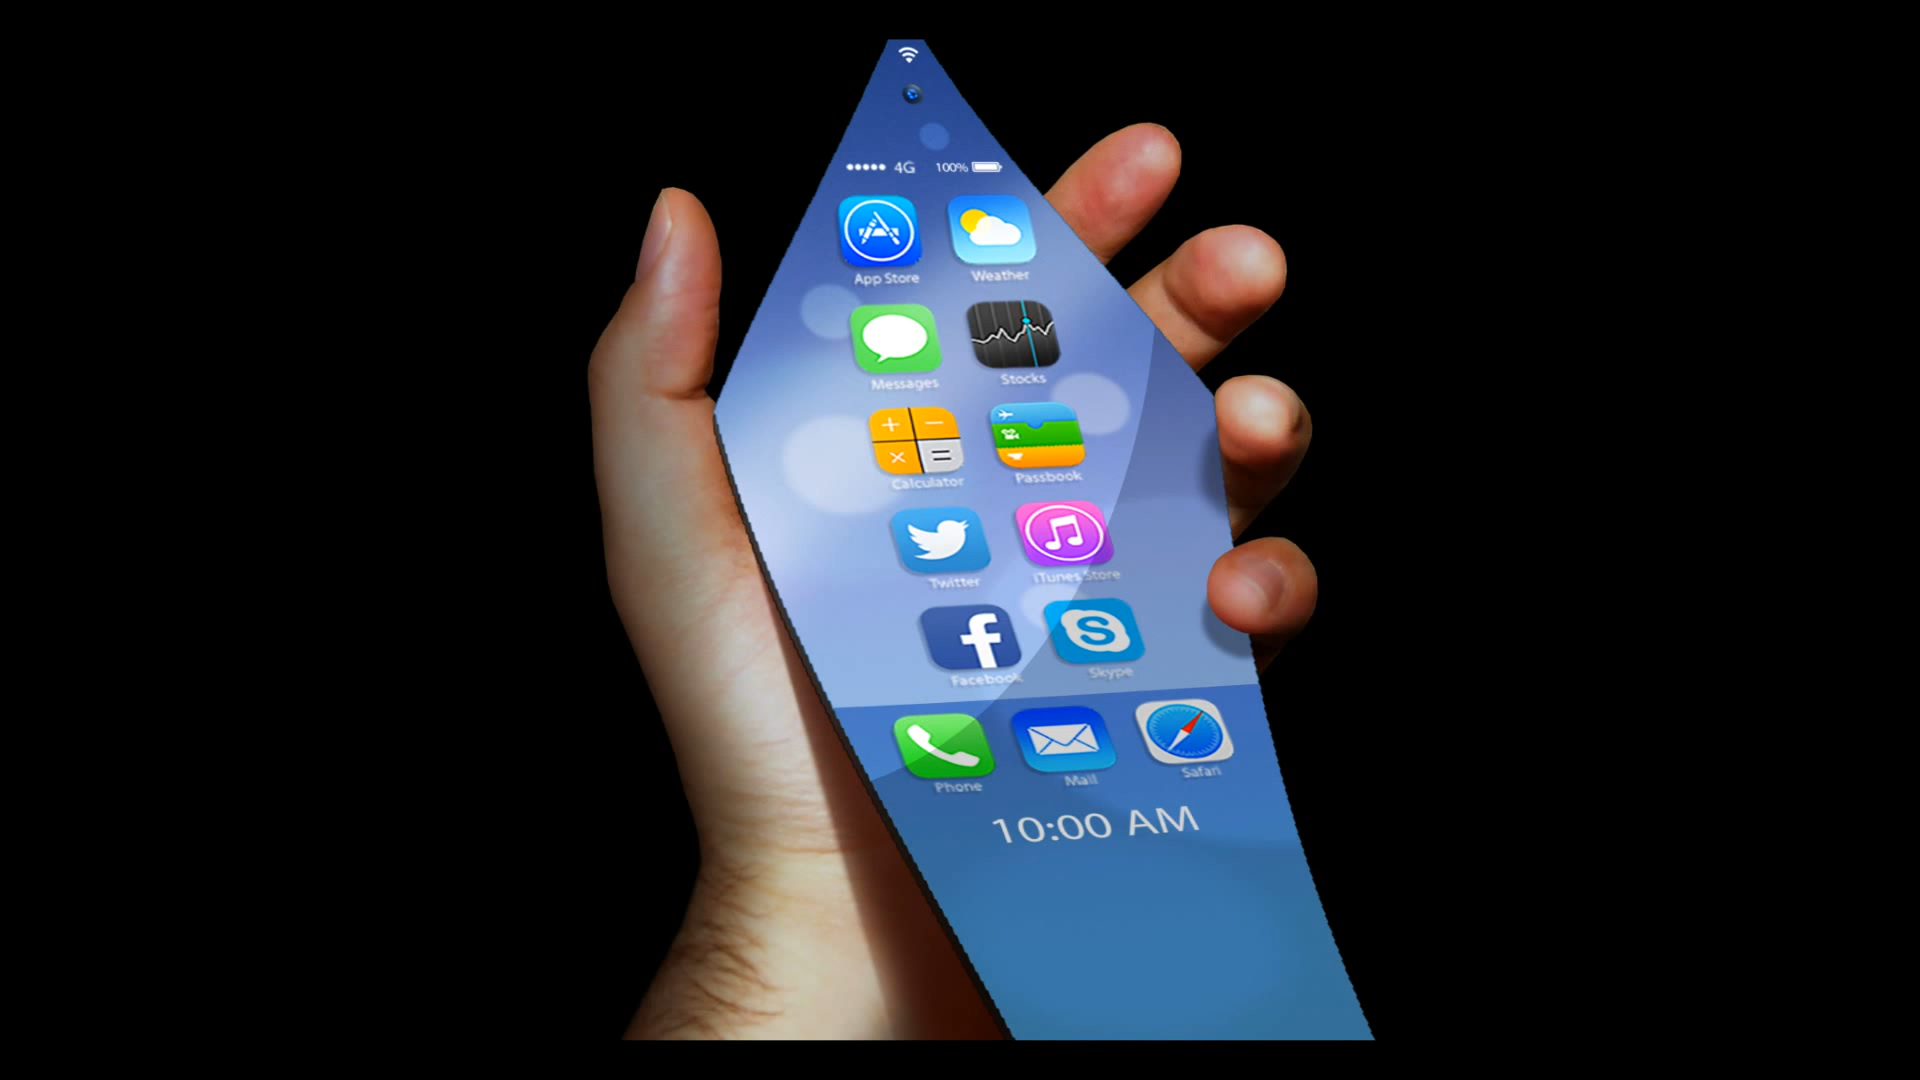 4G 100%
App Store Weather
Messages Stocks
Calculator Passbook
Twitter iTunes Store
Facebook Skype
Phone Mail Safari
10:00 AM